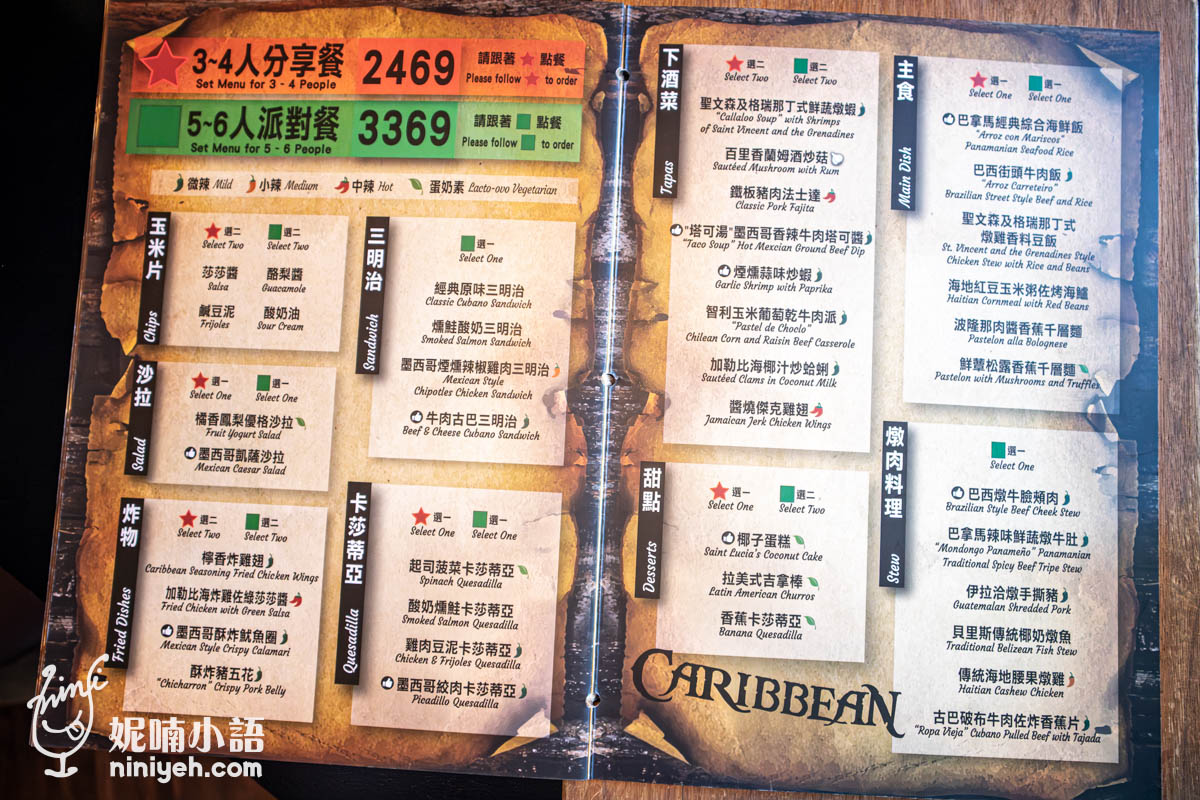 3~4人分享餐
Set Menu for 3 - 4 People
2469
請跟著 點餐
Please follow to order
5~6人派對餐
Set Menu for 5 - 6 People
3369
請跟著 點餐
Please follow to order
微辣 Mild 小辣 Medium 中辣 Hot 蛋奶素 Lacto-ovo Vegetarian
玉米片
Chips
選二
Select Two
選二
Select Two
莎莎醬
Salsa
酪梨醬
Guacamole
鹹豆泥
Frijoles
酸奶油
Sour Cream
沙拉
Salad
選一
Select One
選一
Select One
橘香鳳梨優格沙拉
Fruit Yogurt Salad
墨西哥凱薩沙拉
Mexican Caesar Salad
炸物
Fried Dishes
選二
Select Two
選二
Select Two
檸香炸雞翅
Caribbean Seasoning Fried Chicken Wings
加勒比海炸雞佐綠莎莎醬
Fried Chicken with Green Salsa
墨西哥酥炸魷魚圈
Mexican Style Crispy Calamari
酥炸豬五花
"Chicharron" Crispy Pork Belly
三明治
Sandwich
選一
Select One
經典原味三明治
Classic Cubano Sandwich
燻鮭酸奶三明治
Smoked Salmon Sandwich
墨西哥煙燻辣椒雞肉三明治
Mexican Style
Chipotles Chicken Sandwich
牛肉古巴三明治
Beef & Cheese Cubano Sandwich
卡莎蒂亞
Quesadilla
選一
Select One
選一
Select One
起司菠菜卡莎蒂亞
Spinach Quesadilla
酸奶燻鮭卡莎蒂亞
Smoked Salmon Quesadilla
雞肉豆泥卡莎蒂亞
Chicken & Frijoles Quesadilla
墨西哥絞肉卡莎蒂亞
Picadillo Quesadilla
下酒菜
Tapas
選二
Select Two
選二
Select Two
聖文森及格瑞那丁式鮮蔬燉蝦
"Callaloo Soup" with Shrimps
of Saint Vincent and the Grenadines
百里香蘭姆酒炒菇
Sautéed Mushroom with Rum
鐵板豬肉法士達
Classic Pork Fajita
"塔可湯"墨西哥香辣牛肉塔可醬
"Taco Soup" Hot Mexcian Ground Beef Dip
煙燻蒜味炒蝦
Garlic Shrimp with Paprika
智利玉米葡萄乾牛肉派
"Pastel de Choclo"
Chilean Corn and Raisin Beef Casserole
加勒比海椰汁炒蛤蜊
Sautéed Clams in Coconut Milk
醬燒傑克雞翅
Jamaican Jerk Chicken Wings
甜點
Desserts
選一
Select One
選二
Select Two
椰子蛋糕
Saint Lucia's Coconut Cake
拉美式吉拿棒
Latin American Churros
香蕉卡莎蒂亞
Banana Quesadilla
主食
Main Dish
選一
Select One
選一
Select One
巴拿馬經典綜合海鮮飯
"Arroz con Mariscos"
Panamanian Seafood Rice
巴西街頭牛肉飯
"Arroz Carreteiro"
Brazilian Street Style Beef and Rice
聖文森及格瑞那丁式
燉雞香料豆飯
St. Vincent and the Grenadines Style
Chicken Stew with Rice and Beans
海地紅豆玉米粥佐烤海鱸
Haitian Cornmeal with Red Beans
波隆那肉醬香蕉千層麵
Pastelon alla Bolognese
鮮蕈松露香蕉千層麵
Pastelon with Mushrooms and Truffles
燉肉料理
Stew
選一
Select One
巴西燉牛臉頰肉
Brazilian Style Beef Cheek Stew
巴拿馬辣味鮮蔬燉牛肚
"Mondongo Panameño" Panamanian
Traditional Spicy Beef Tripe Stew
伊拉洽燉手撕豬
Guatemalan Shredded Pork
貝里斯傳統椰奶燉魚
Traditional Belizean Fish Stew
傳統海地腰果燉雞
Haitian Cashew Chicken
古巴破布牛肉佐炸香蕉片
"Ropa Vieja" Cubano Pulled Beef with Tajada
CARIBBEAN
妮喃小語
niniyeh.com